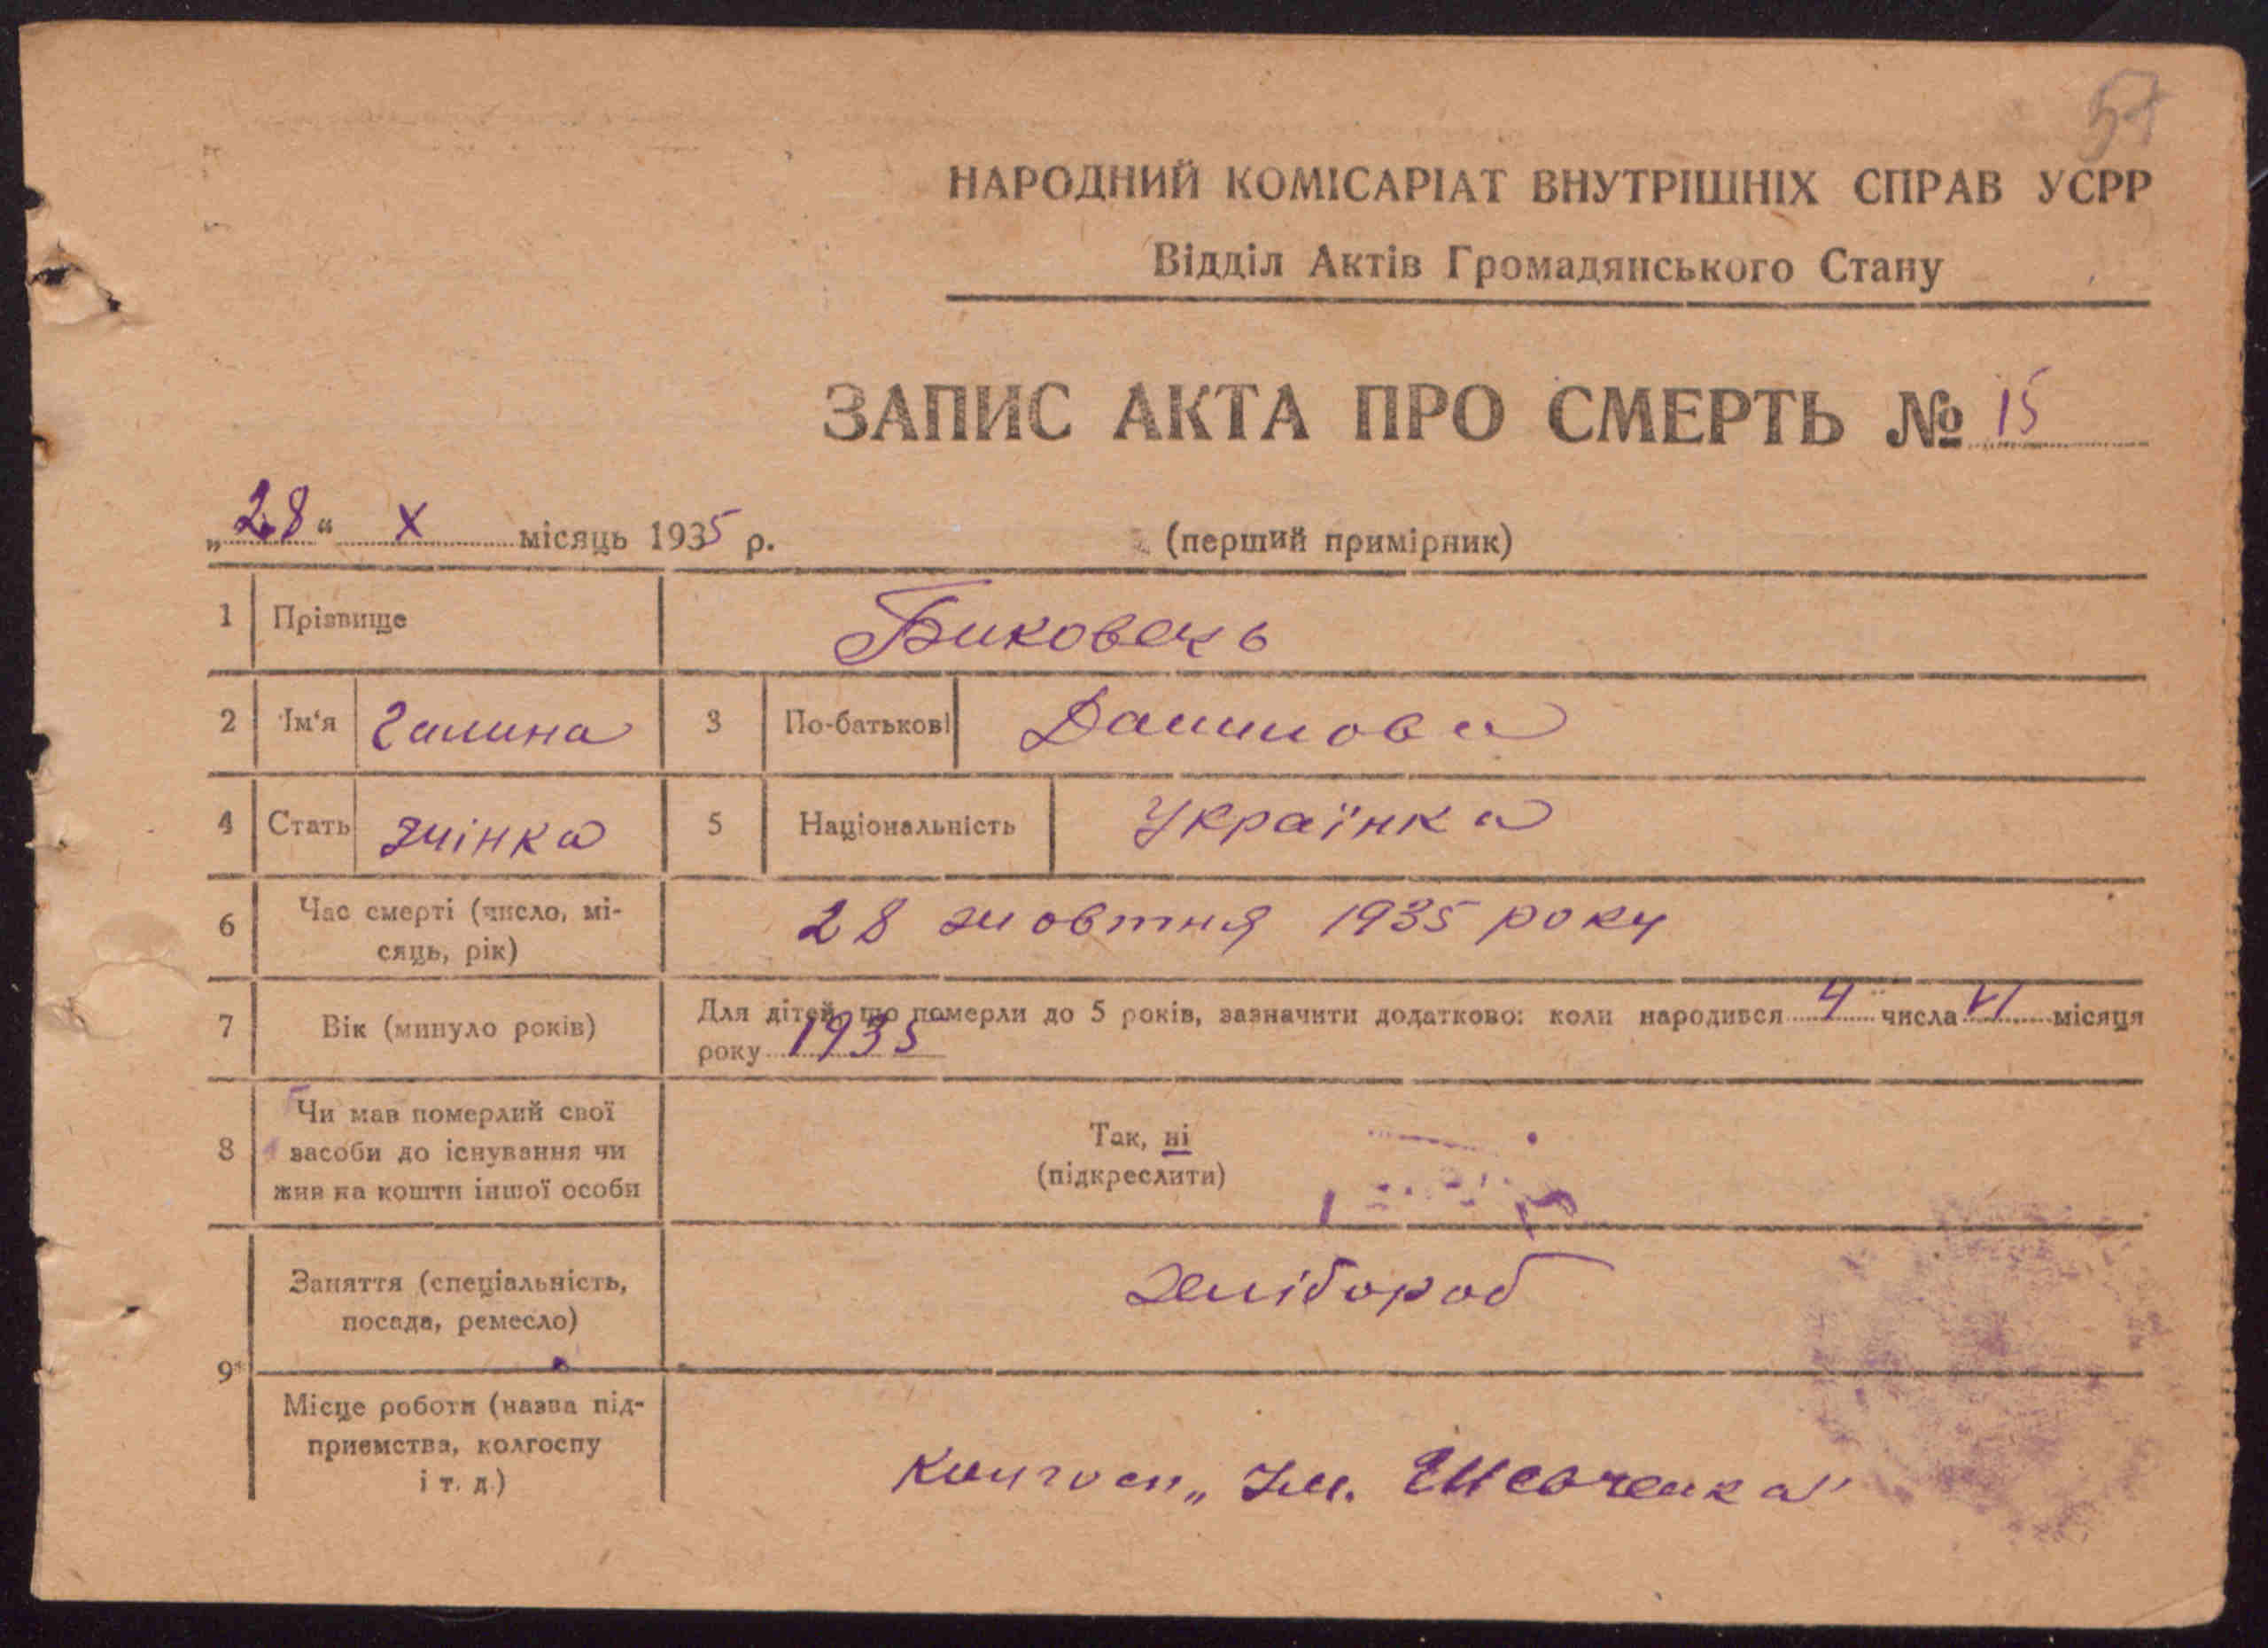 НАРОДНИЙ КОМІСАРІАТ ВНУТРІШНІХ СПРАВ УСРР
Відділ Актів Громадянського Стану
ЗАПИС АКТА ПРО СМЕРТЬ № 15
„28“ X місяць 1935 р. (перший примірник)
1 Прізвище Биковець
2 Ім‘я Галина 3 По-батькові Данилова
4 Стать жінка 5 Національність Українка
6 Час смерті (число, мі-
сяць, рік) 28 жовтня 1935 року
7 Вік (минуло років) Для дітей, що померли до 5 років, зазначити додатково: коли народився 4 числа VI місяця
року 1935
8 Чи мав померлий свої
засоби до існування чи
жив на кошти іншої особи
Так, ні
(підкреслити)
9* Заняття (спеціальність,
посада, ремесло) Хлібороб
Місце роботи (назва під-
приємства, колгоспу
і т. д.) Колгосп „Ім. Шевченка"